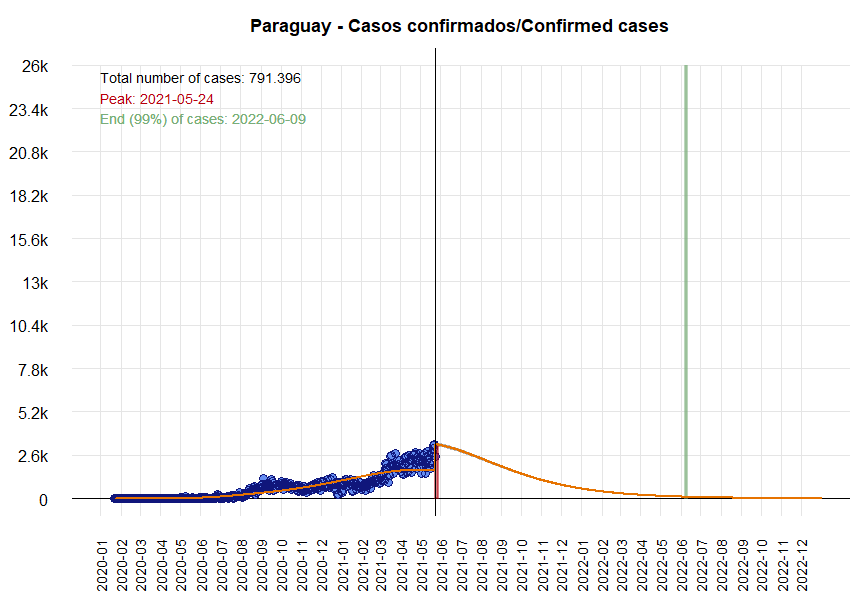 Paraguay - Casos confirmados/Confirmed cases
26k
Total number of cases: 791.396
Peak: 2021-05-24
End (99%) of cases: 2022-06-09
23.4k
20.8k
18.2k
15.6k
13k
10.4k
7.8k
5.2k
2.6k
0
2020-01
2020-02
2020-03
2020-04
2020-05
2020-06
2020-07
2020-08
2020-09
2020-10
2020-11
2020-12
2021-01
2021-02
2021-03
2021-04
2021-05
2021-06
2021-07
2021-08
2021-09
2021-10
2021-11
2021-12
2022-01
2022-02
2022-03
2022-04
2022-05
2022-06
2022-07
2022-08
2022-09
2022-10
2022-11
2022-12